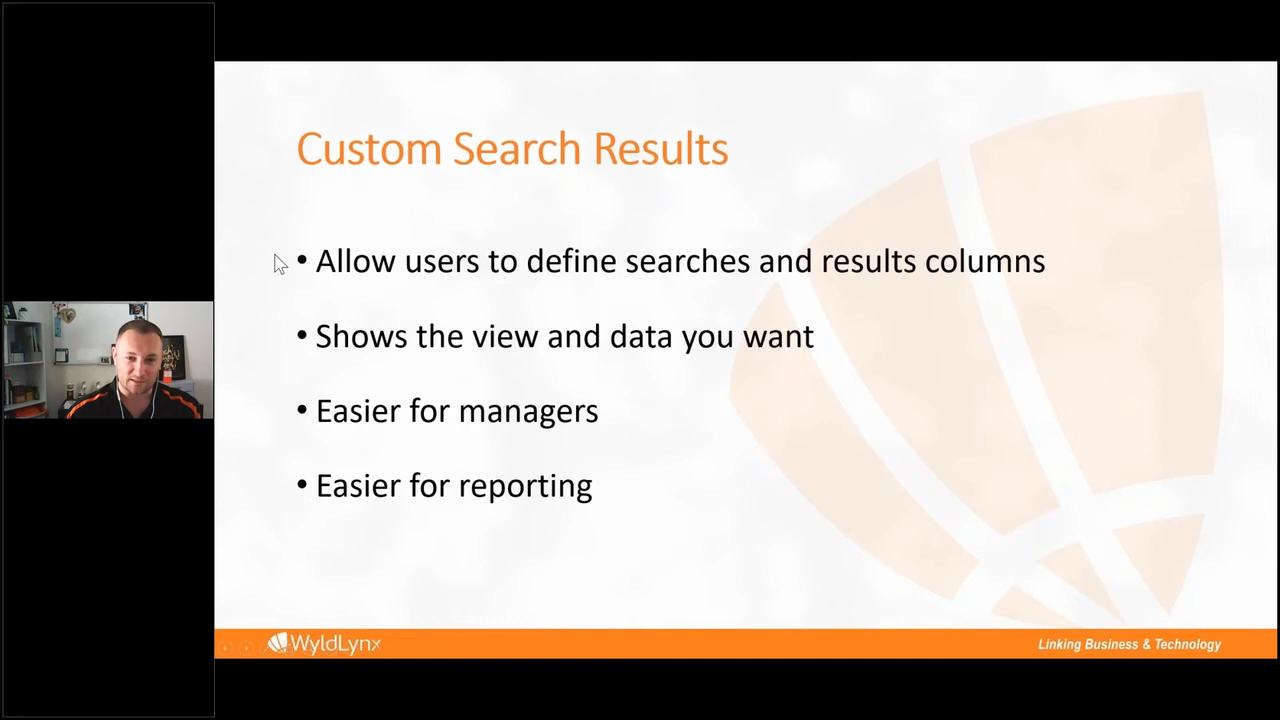 Custom Search Results
• Allow users to define searches and results columns
• Shows the view and data you want
• Easier for managers
• Easier for reporting
WyldLynx
Linking Business & Technology